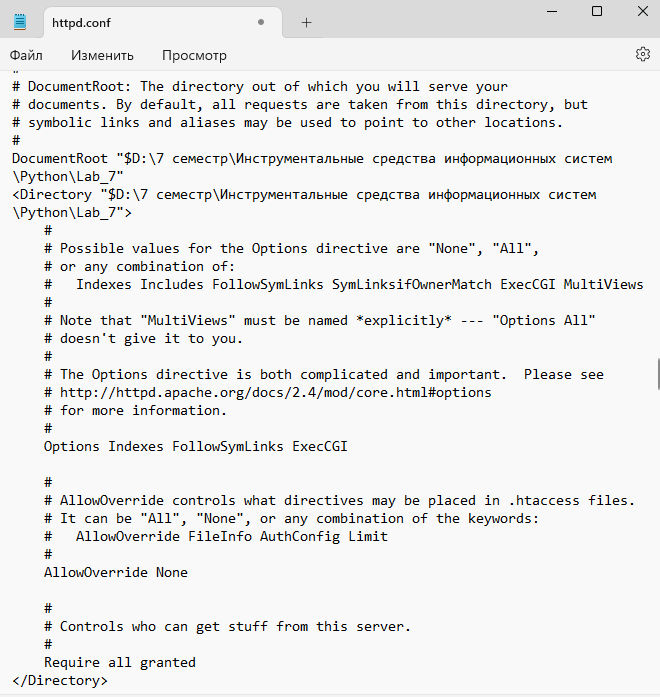 httpd.conf
Файл Изменить Просмотр
#
# DocumentRoot: The directory out of which you will serve your
# documents. By default, all requests are taken from this directory, but
# symbolic links and aliases may be used to point to other locations.
#
DocumentRoot "$D:\7 семестр\Инструментальные средства информационных систем
\Python\Lab_7"
<Directory "$D:\7 семестр\Инструментальные средства информационных систем
\Python\Lab_7">
    #
    # Possible values for the Options directive are "None", "All",
    # or any combination of:
    #   Indexes Includes FollowSymLinks SymLinksifOwnerMatch ExecCGI MultiViews
    #
    # Note that "MultiViews" must be named *explicitly* --- "Options All"
    # doesn't give it to you.
    #
    # The Options directive is both complicated and important.  Please see
    # http://httpd.apache.org/docs/2.4/mod/core.html#options
    # for more information.
    #
    Options Indexes FollowSymLinks ExecCGI

    #
    # AllowOverride controls what directives may be placed in .htaccess files.
    # It can be "All", "None", or any combination of the keywords:
    #   AllowOverride FileInfo AuthConfig Limit
    #
    AllowOverride None

    #
    # Controls who can get stuff from this server.
    #
    Require all granted
</Directory>